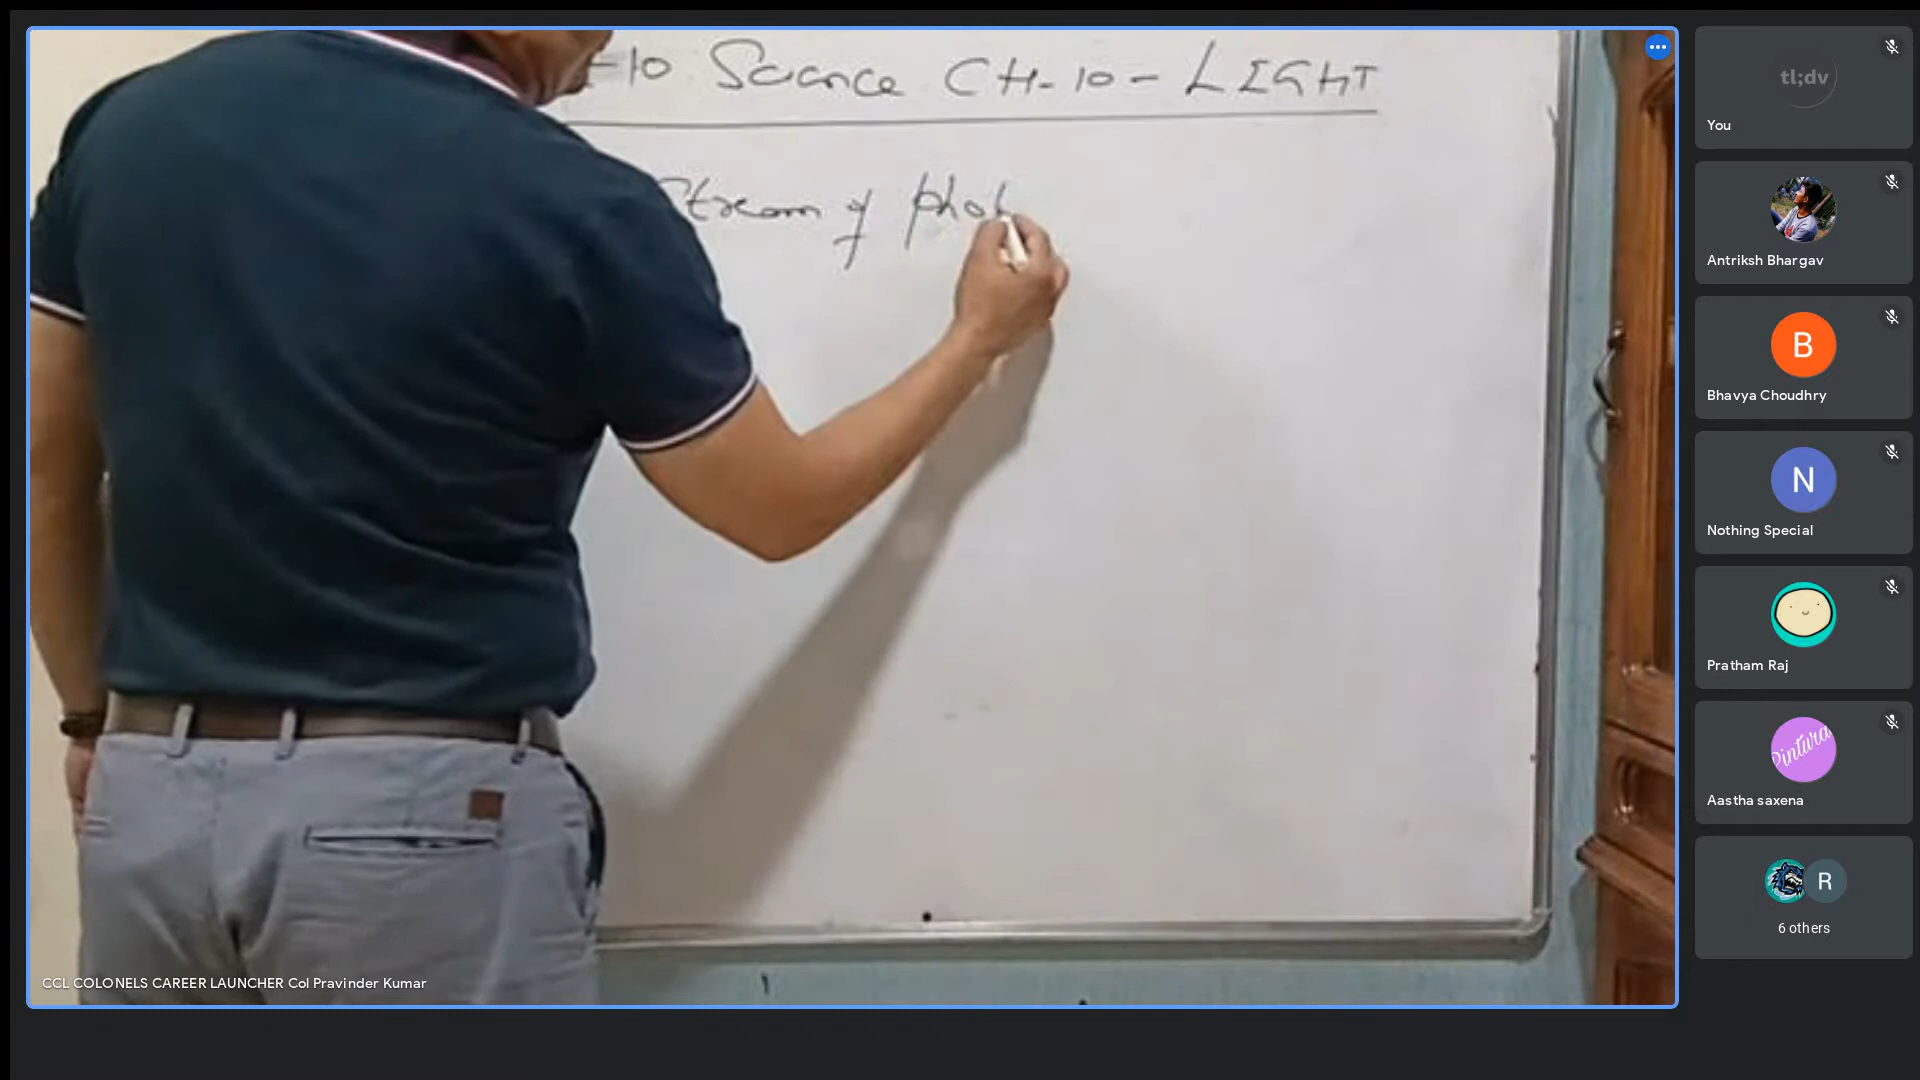 -10 Science CH-10- LIGHT
Stream of phot
CCL COLONELS CAREER LAUNCHER Col Pravinder Kumar
tl;dv
You
Antriksh Bhargav
B
Bhavya Choudhry
N
Nothing Special
Pratham Raj
Pintura
Aastha saxena
R
6 others